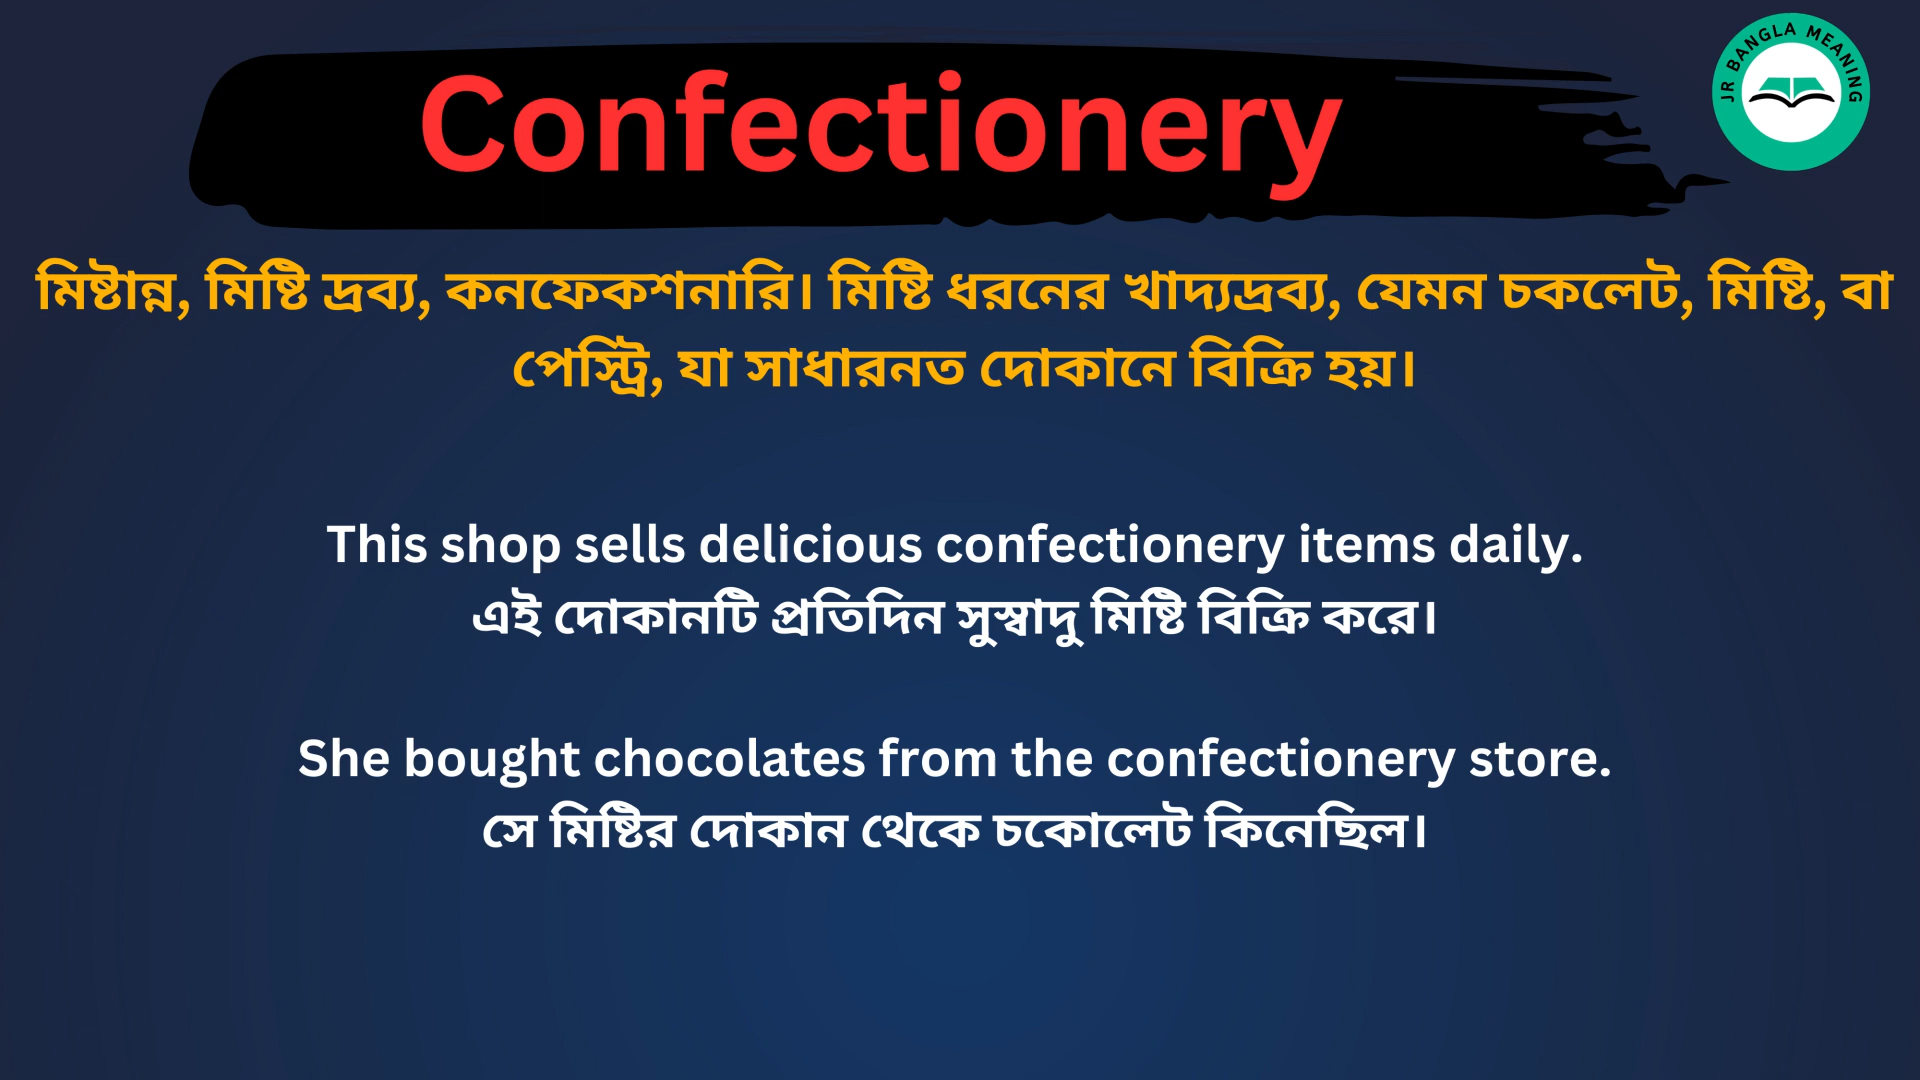 JR BANGLA MEANING
Confectionery
মিষ্টান্ন, মিষ্টি দ্রব্য, কনফেকশনারি। মিষ্টি ধরনের খাদ্যদ্রব্য, যেমন চকলেট, মিষ্টি, বা
পেস্ট্রি, যা সাধারনত দোকানে বিক্রি হয়।
This shop sells delicious confectionery items daily.
এই দোকানটি প্রতিদিন সুস্বাদু মিষ্টি বিক্রি করে।
She bought chocolates from the confectionery store.
সে মিষ্টির দোকান থেকে চকোলেট কিনেছিল।